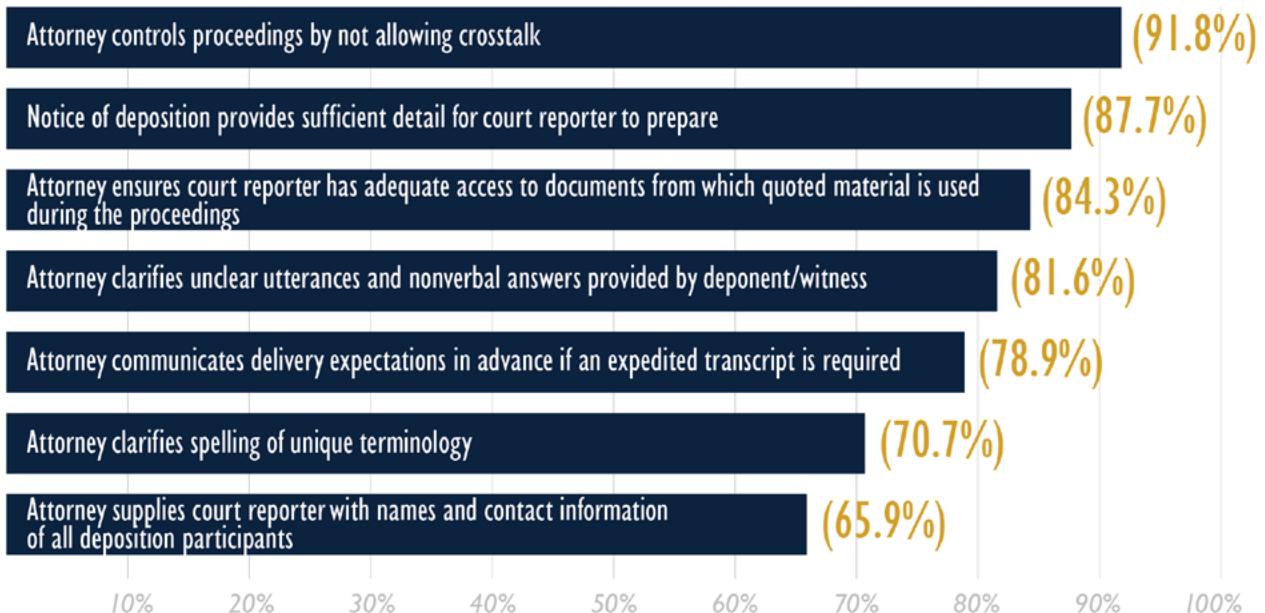 Attorney controls proceedings by not allowing crosstalk (91.8%)
Notice of deposition provides sufficient detail for court reporter to prepare (87.7%)
Attorney ensures court reporter has adequate access to documents from which quoted material is used
during the proceedings (84.3%)
Attorney clarifies unclear utterances and nonverbal answers provided by deponent/witness (81.6%)
Attorney communicates delivery expectations in advance if an expedited transcript is required (78.9%)
Attorney clarifies spelling of unique terminology (70.7%)
Attorney supplies court reporter with names and contact information
of all deposition participants (65.9%)
10% 20% 30% 40% 50% 60% 70% 80% 90% 100%